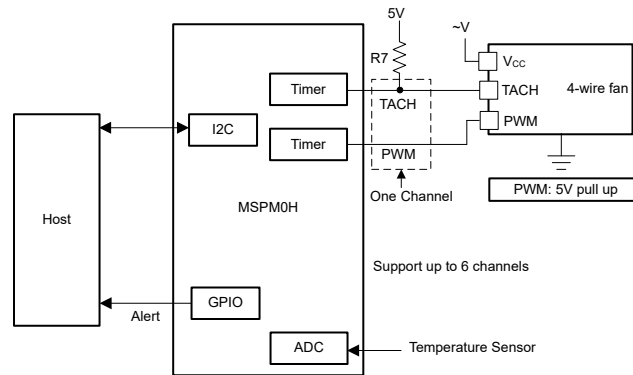 5V
~V
R7
VCC
Timer
TACH
TACH
4-wire fan
I2C
Timer
PWM
PWM
One Channel
PWM: 5V pull up
MSPM0H
Host
Support up to 6 channels
GPIO
Alert
ADC
Temperature Sensor